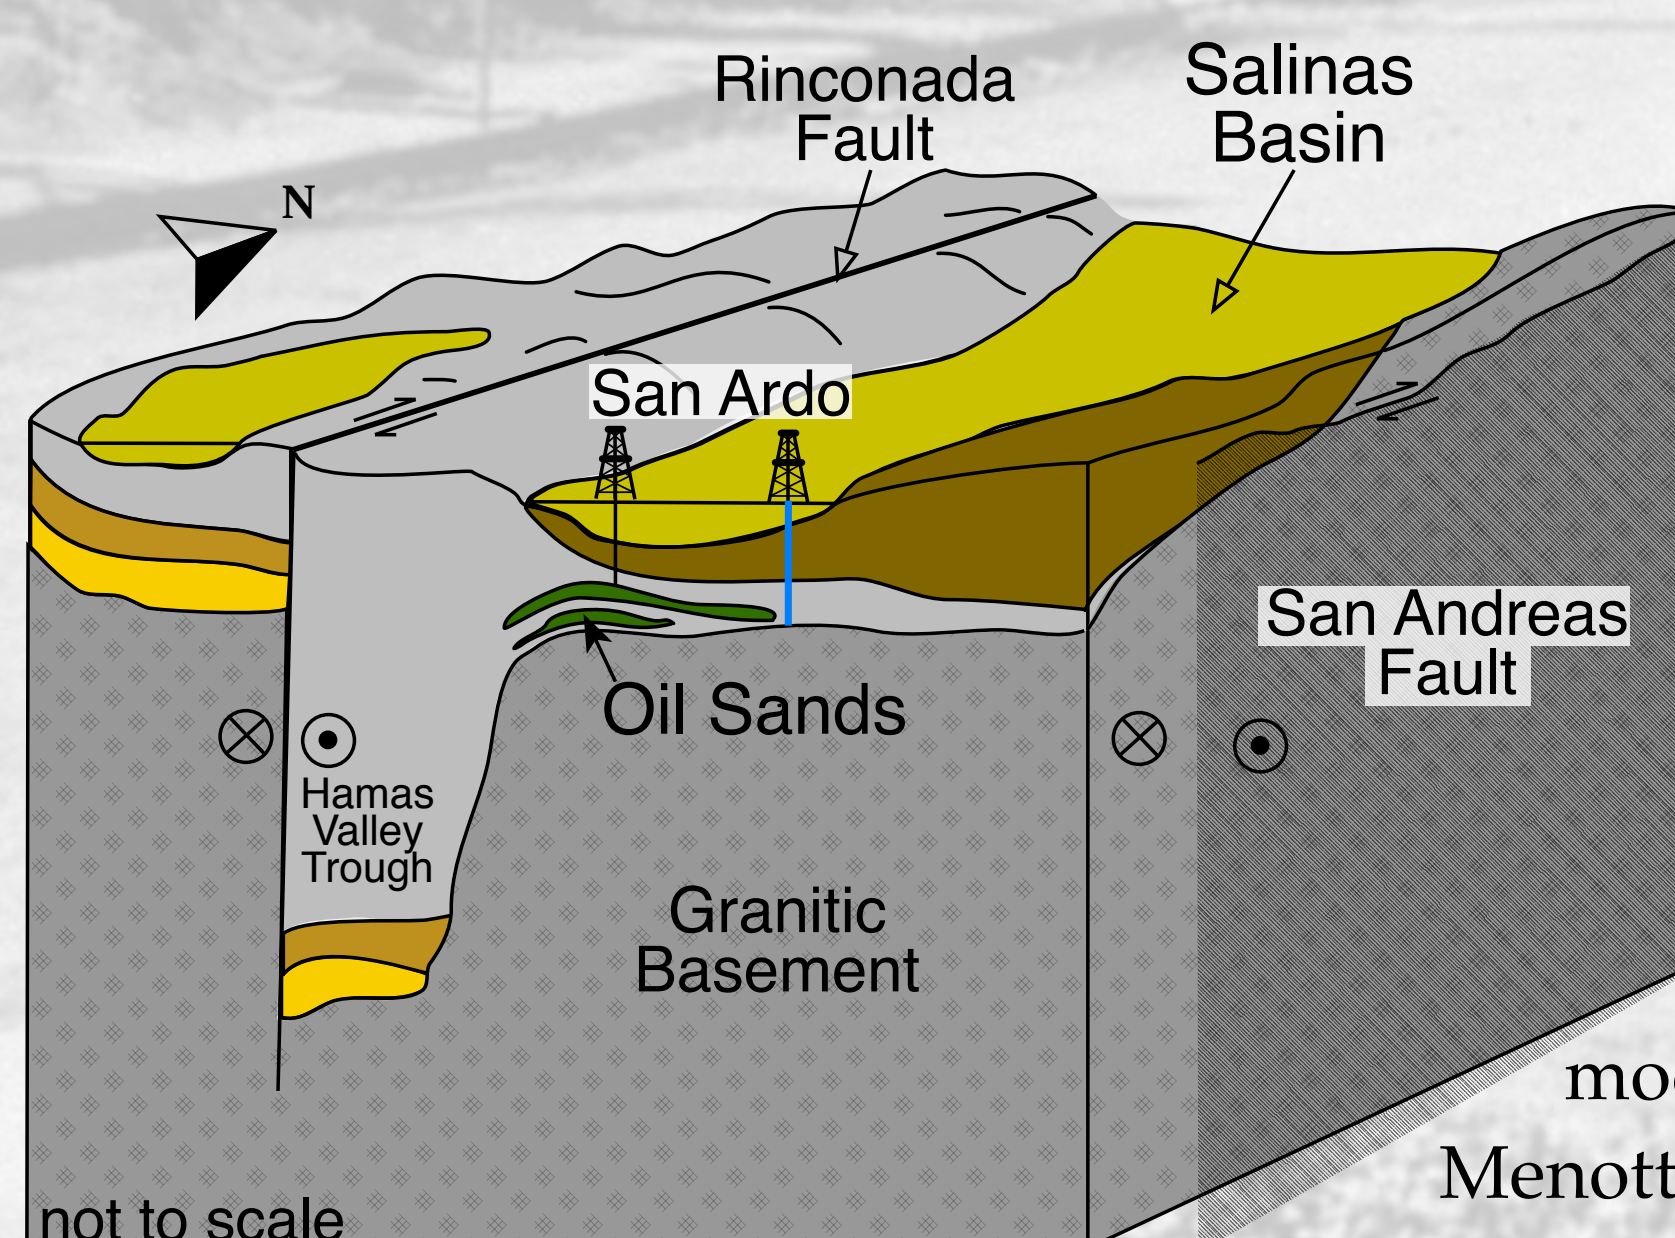 Rinconada
Fault
Salinas
Basin
N
San Ardo
San Andreas
Fault
Oil Sands
Hamas
Valley
Trough
Granitic
Basement
not to scale